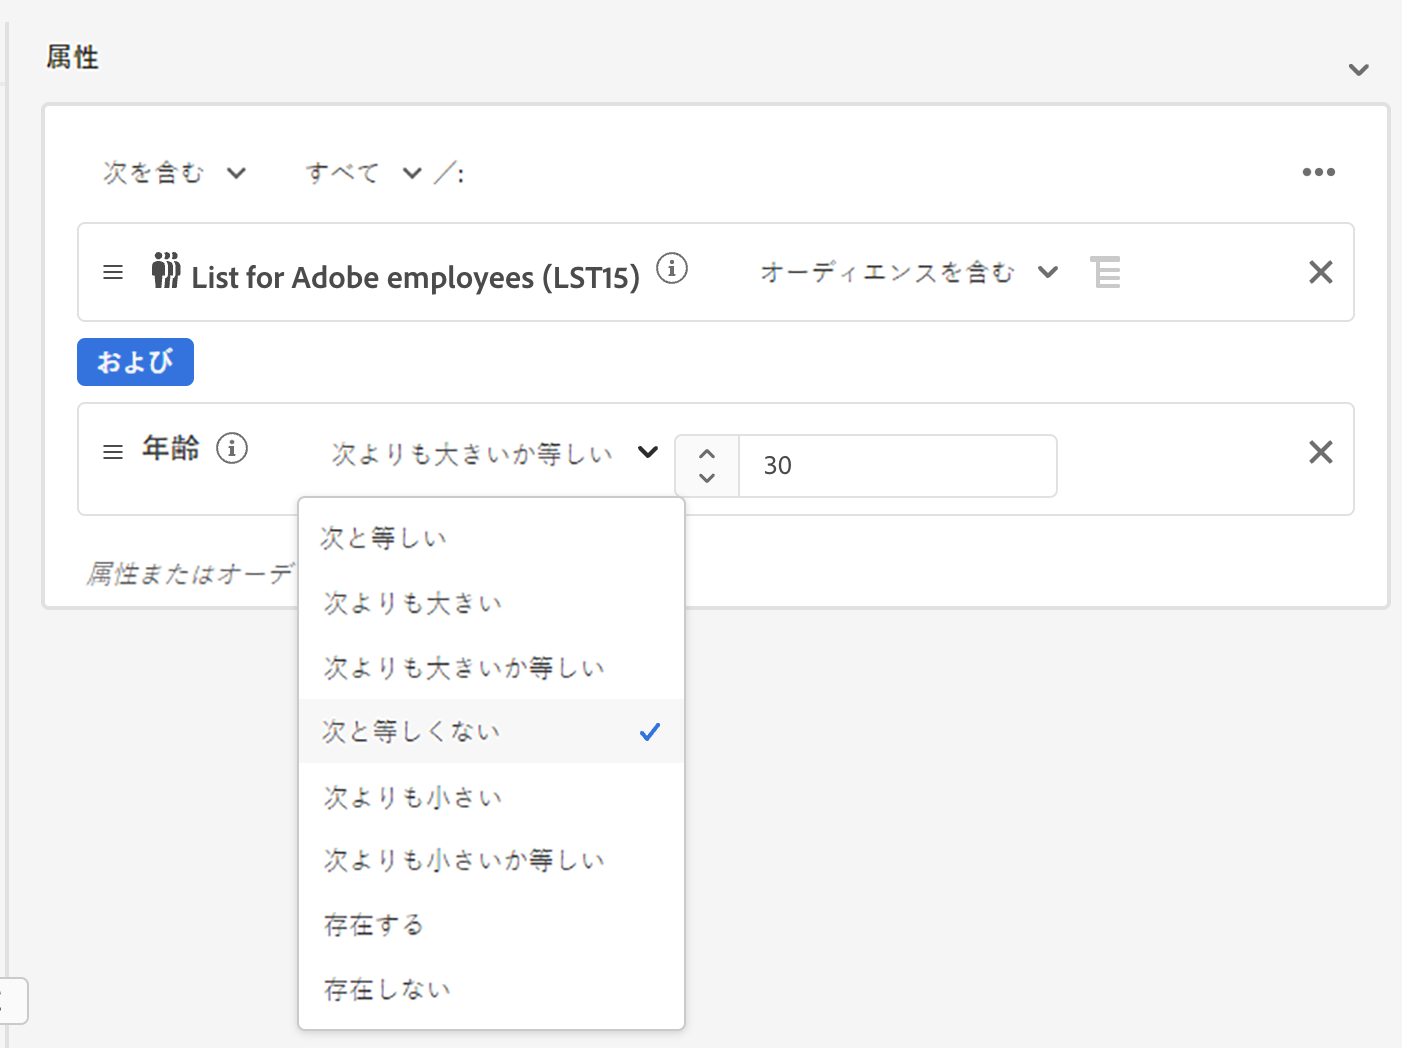 属性
次を含む すべて ／:
List for Adobe employees (LST15) オーディエンスを含む
および
年齢 次よりも大きいか等しい 30
次と等しい
属性またはオーデ
次よりも大きい
次よりも大きいか等しい
次と等しくない
次よりも小さい
次よりも小さいか等しい
存在する
存在しない